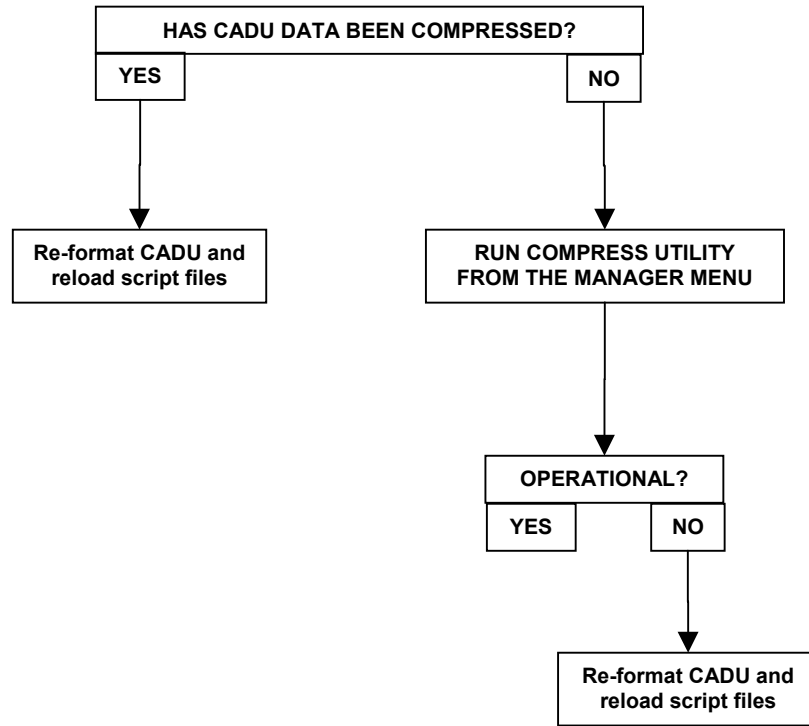 HAS CADU DATA BEEN COMPRESSED?
YES
NO
Re-format CADU and
reload script files
RUN COMPRESS UTILITY
FROM THE MANAGER MENU
OPERATIONAL?
YES
NO
Re-format CADU and
reload script files